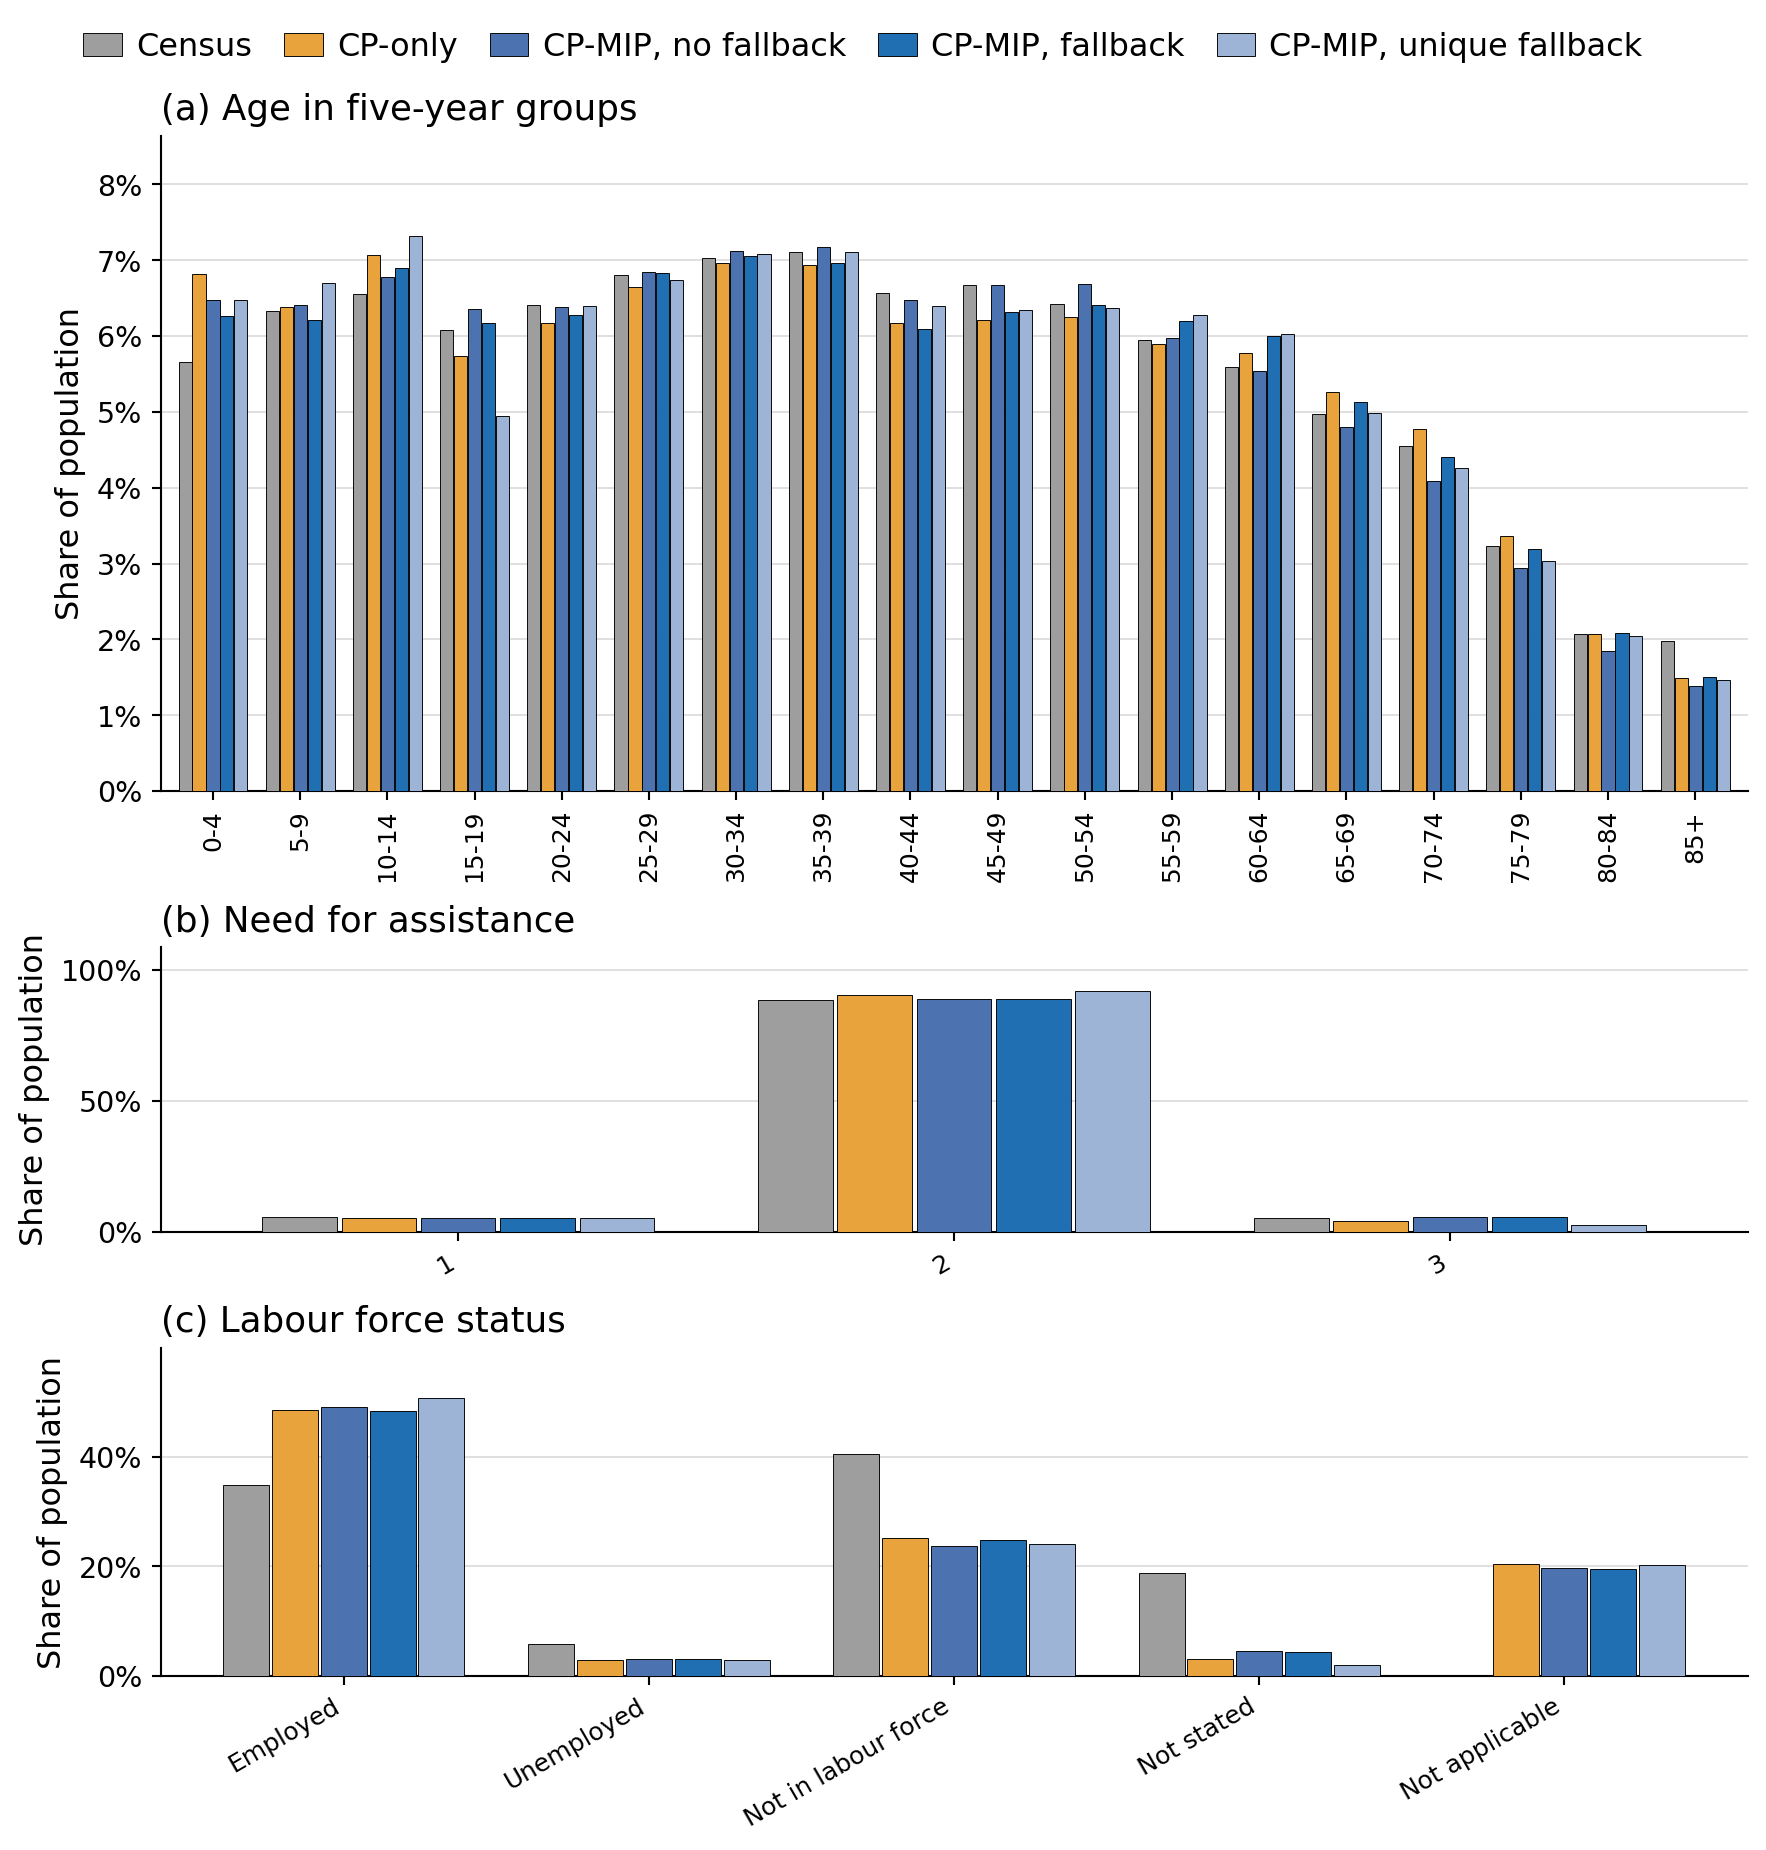 Census CP-only CP-MIP, no fallback CP-MIP, fallback CP-MIP, unique fallback
(a) Age in five-year groups
Share of population
8%
7%
6%
5%
4%
3%
2%
1%
0%
0-4 5-9 10-14 15-19 20-24 25-29 30-34 35-39 40-44 45-49 50-54 55-59 60-64 65-69 70-74 75-79 80-84 85+
(b) Need for assistance
Share of population
100%
50%
0%
1 2 3
(c) Labour force status
Share of population
40%
20%
0%
Employed Unemployed Not in labour force Not stated Not applicable